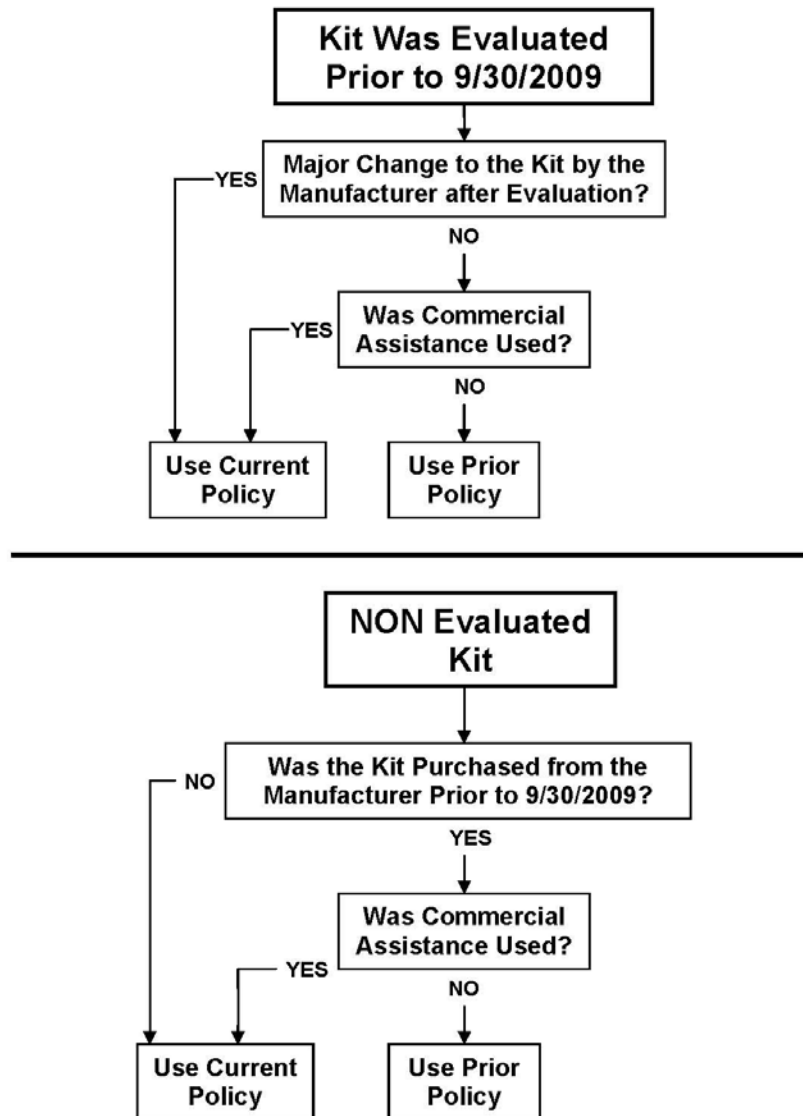 Kit Was Evaluated
Prior to 9/30/2009
YES
Major Change to the Kit by the
Manufacturer after Evaluation?
NO
YES
Was Commercial
Assistance Used?
NO
Use Current
Policy
Use Prior
Policy
NON Evaluated
Kit
NO
Was the Kit Purchased from the
Manufacturer Prior to 9/30/2009?
YES
Was Commercial
Assistance Used?
YES
NO
Use Current
Policy
Use Prior
Policy